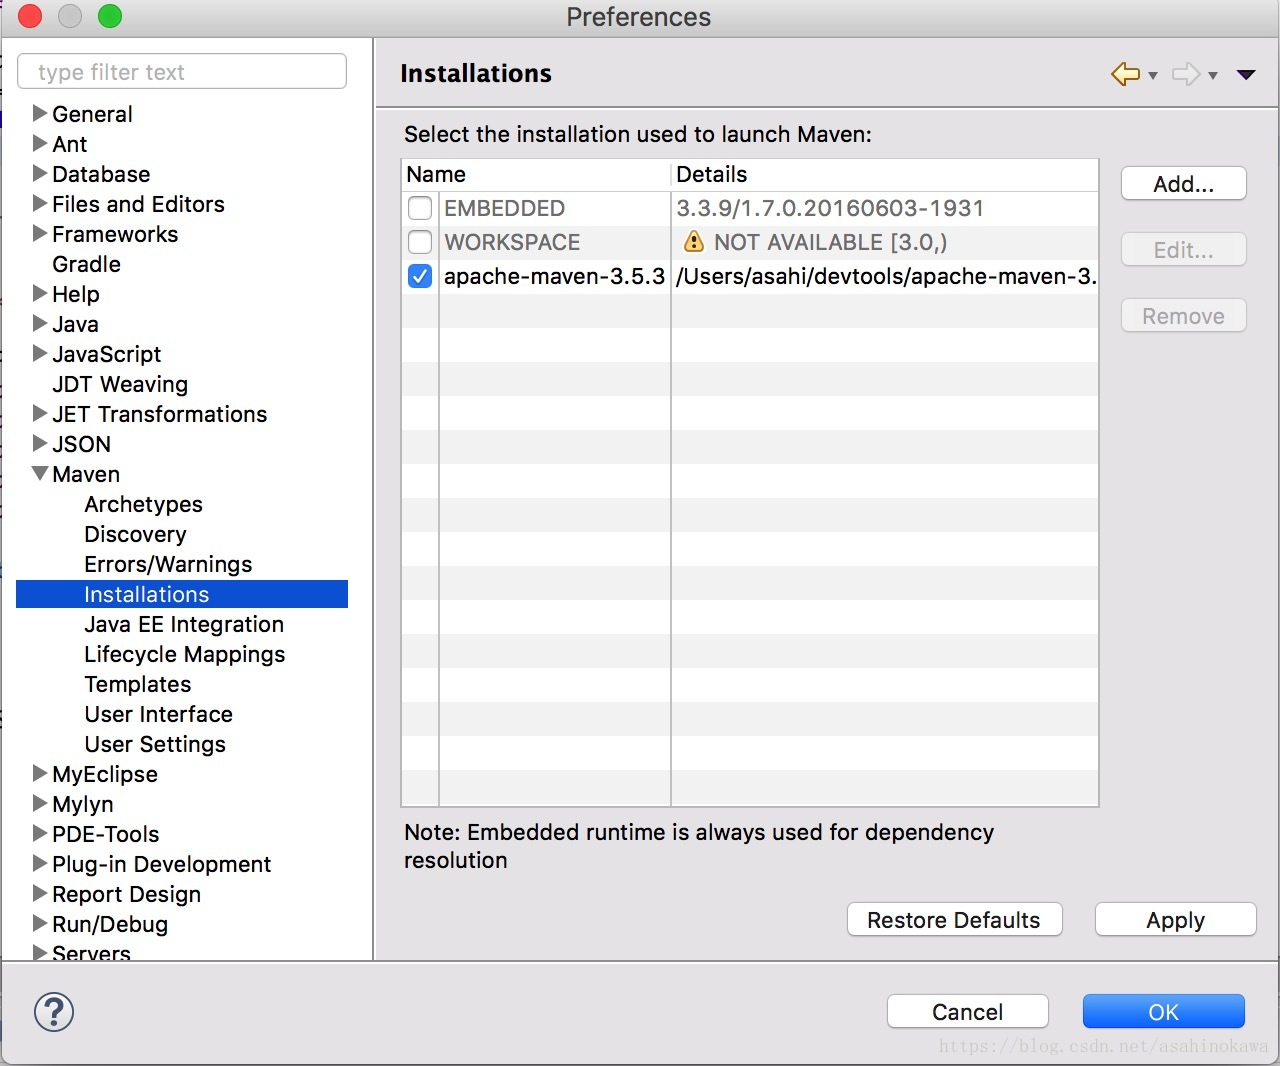 Preferences
type filter text
General
Ant
Database
Files and Editors
Frameworks
Gradle
Help
Java
JavaScript
JDT Weaving
JET Transformations
JSON
Maven
Archetypes
Discovery
Errors/Warnings
Installations
Java EE Integration
Lifecycle Mappings
Templates
User Interface
User Settings
MyEclipse
Mylyn
PDE-Tools
Plug-in Development
Report Design
Run/Debug
Servers
Installations
Select the installation used to launch Maven:
Name Details
EMBEDDED 3.3.9/1.7.0.20160603-1931
WORKSPACE NOT AVAILABLE [3.0,)
apache-maven-3.5.3 /Users/asahi/devtools/apache-maven-3.
Add...
Edit...
Remove
Note: Embedded runtime is always used for dependency
resolution
Restore Defaults Apply
? Cancel OK
https://blog.csdn.net/asahinokawa